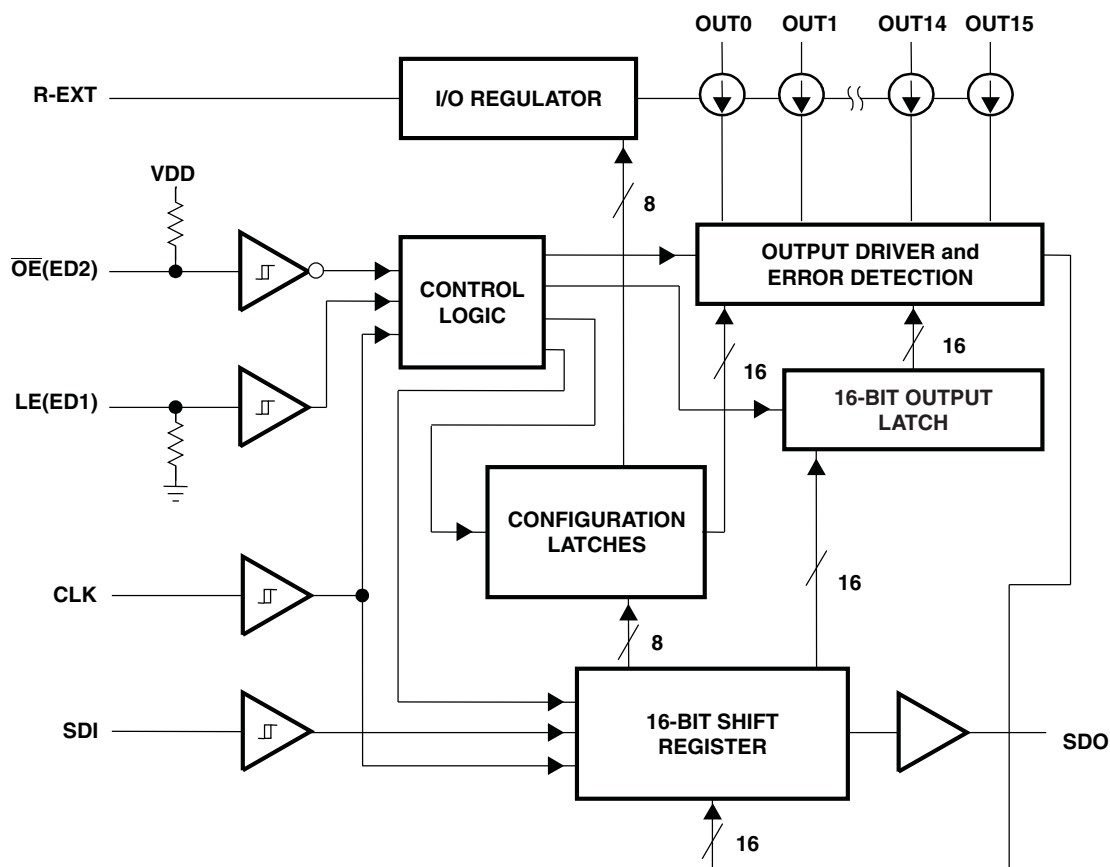 OUT0 OUT1 OUT14 OUT15
R-EXT
I/O REGULATOR
VDD
8
OE(ED2)
CONTROL
LOGIC
OUTPUT DRIVER and
ERROR DETECTION
16
16
LE(ED1)
16-BIT OUTPUT
LATCH
CONFIGURATION
LATCHES
16
CLK
8
SDI
16-BIT SHIFT
REGISTER
SDO
16